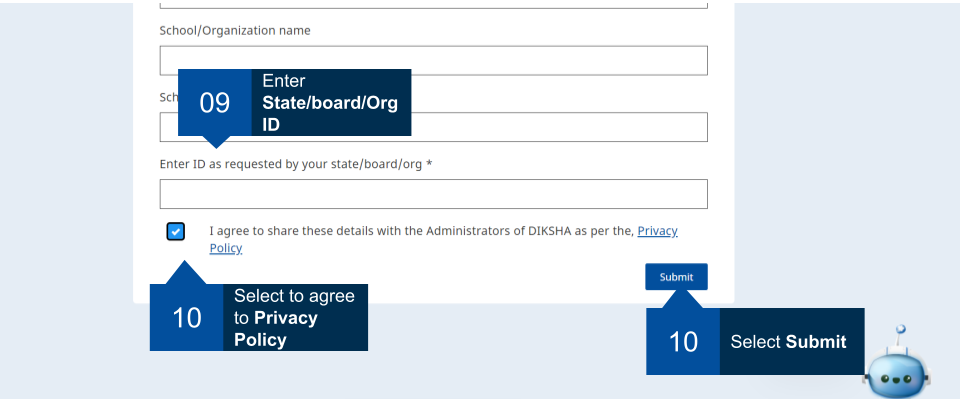 School/Organization name
Sch
09
Enter
State/board/Org
ID
Enter ID as requested by your state/board/org *
I agree to share these details with the Administrators of DIKSHA as per the, Privacy
Policy
Submit
10
Select to agree
to Privacy
Policy
10
Select Submit